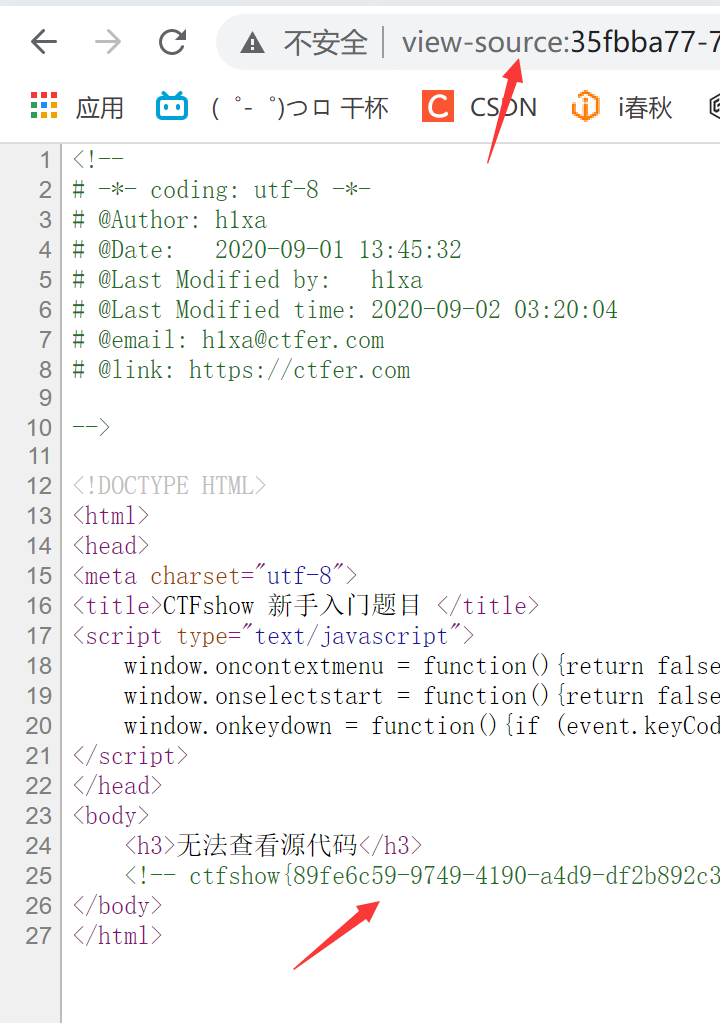 不安全 view-source:35fbba77-7
应用 (゜-゜)つロ 干杯 CSDN i春秋
1 <!--
2 # -*- coding: utf-8 -*-
3 # @Author: h1xa
4 # @Date:   2020-09-01 13:45:32
5 # @Last Modified by:   h1xa
6 # @Last Modified time: 2020-09-02 03:20:04
7 # @email: h1xa@ctfer.com
8 # @link: https://ctfer.com
9
10 -->
11
12 <!DOCTYPE HTML>
13 <html>
14 <head>
15 <meta charset="utf-8">
16 <title>CTFshow 新手入门题目 </title>
17 <script type="text/javascript">
18     window.oncontextmenu = function(){return false
19     window.onselectstart = function(){return false
20     window.onkeydown = function(){if (event.keyCod
21 </script>
22 </head>
23 <body>
24     <h3>无法查看源代码</h3>
25     <!-- ctfshow{89fe6c59-9749-4190-a4d9-df2b892c3
26 </body>
27 </html>